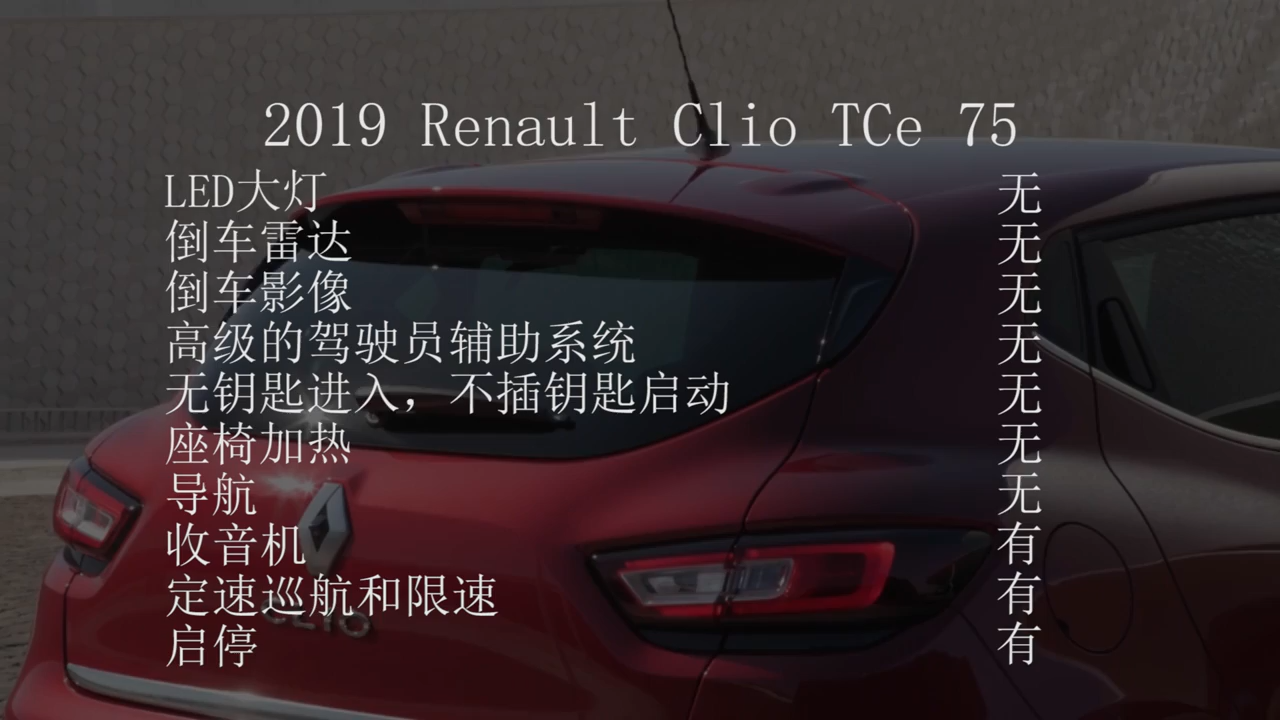 2019 Renault Clio TCe 75
LED大灯 无
倒车雷达 无
倒车影像 无
高级的驾驶员辅助系统 无
无钥匙进入，不插钥匙启动 无
座椅加热 无
导航 无
收音机 有
定速巡航和限速 有
启停 有
CLIO